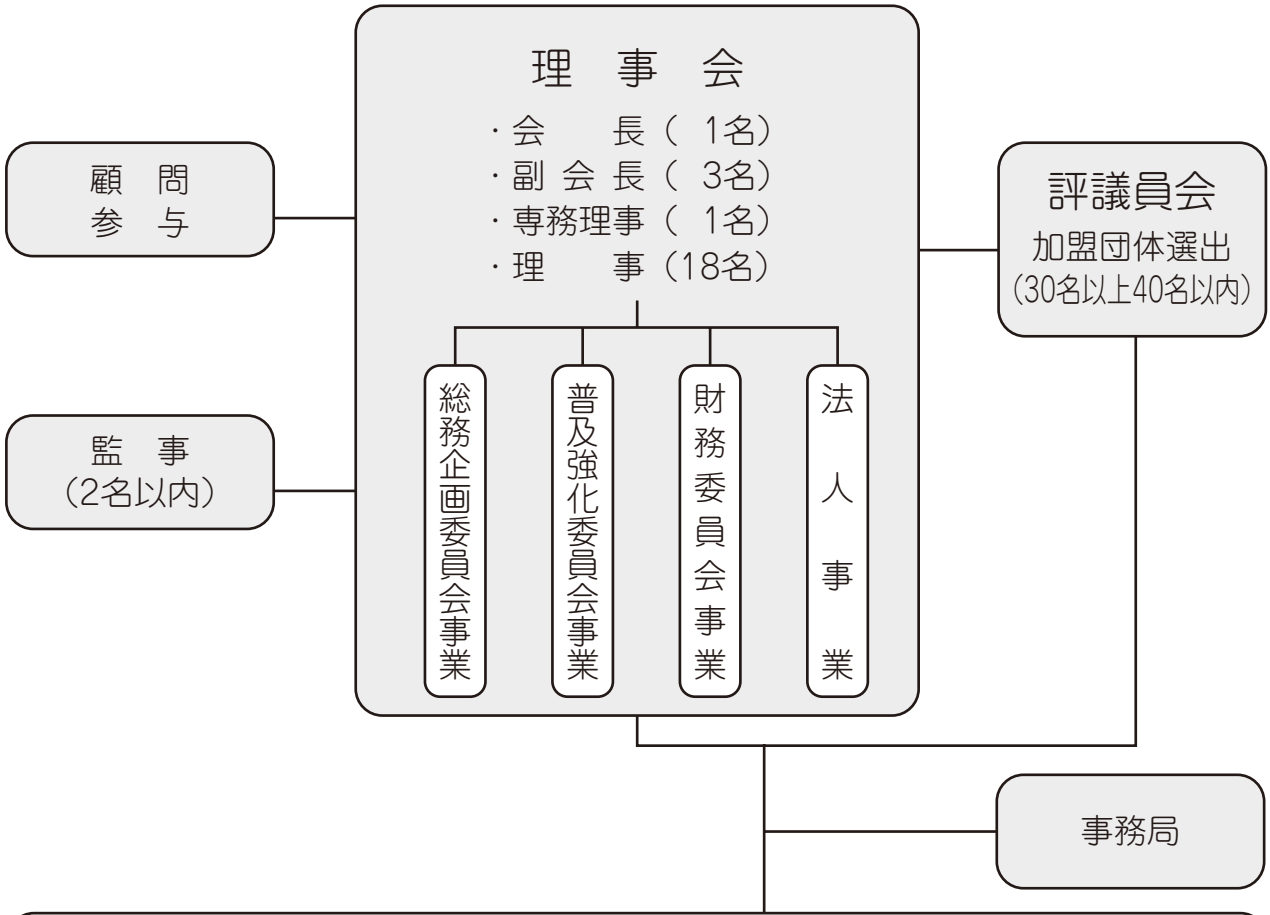 理　事　会
・会　　長（ 1名）
・副 会 長（ 3名）
・専務理事（ 1名）
・理　　事（18名）
顧　問
参　与
監　事
（2名以内）
評議員会
加盟団体選出
（30名以上40名以内）
総務企画委員会事業
普及強化委員会事業
財務委員会事業
法人事業
事務局